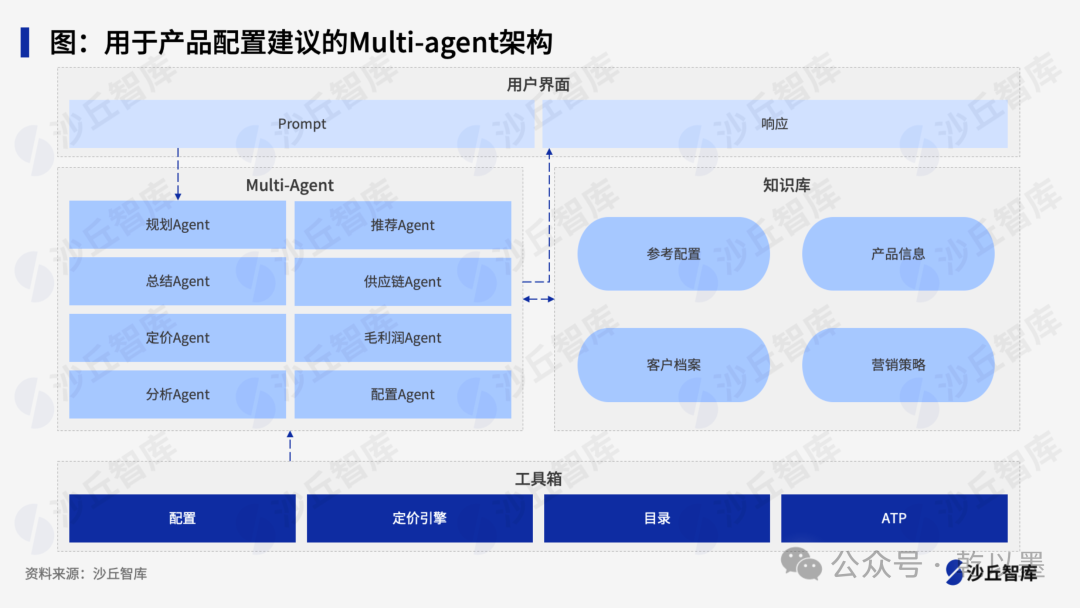 图：用于产品配置建议的Multi-agent架构
用户界面
Prompt
响应
Multi-Agent
规划Agent
推荐Agent
总结Agent
供应链Agent
定价Agent
毛利润Agent
分析Agent
配置Agent
知识库
参考配置
产品信息
客户档案
营销策略
工具箱
配置
定价引擎
目录
ATP
资料来源：沙丘智库
公众号 · 乾以墨
沙丘智库